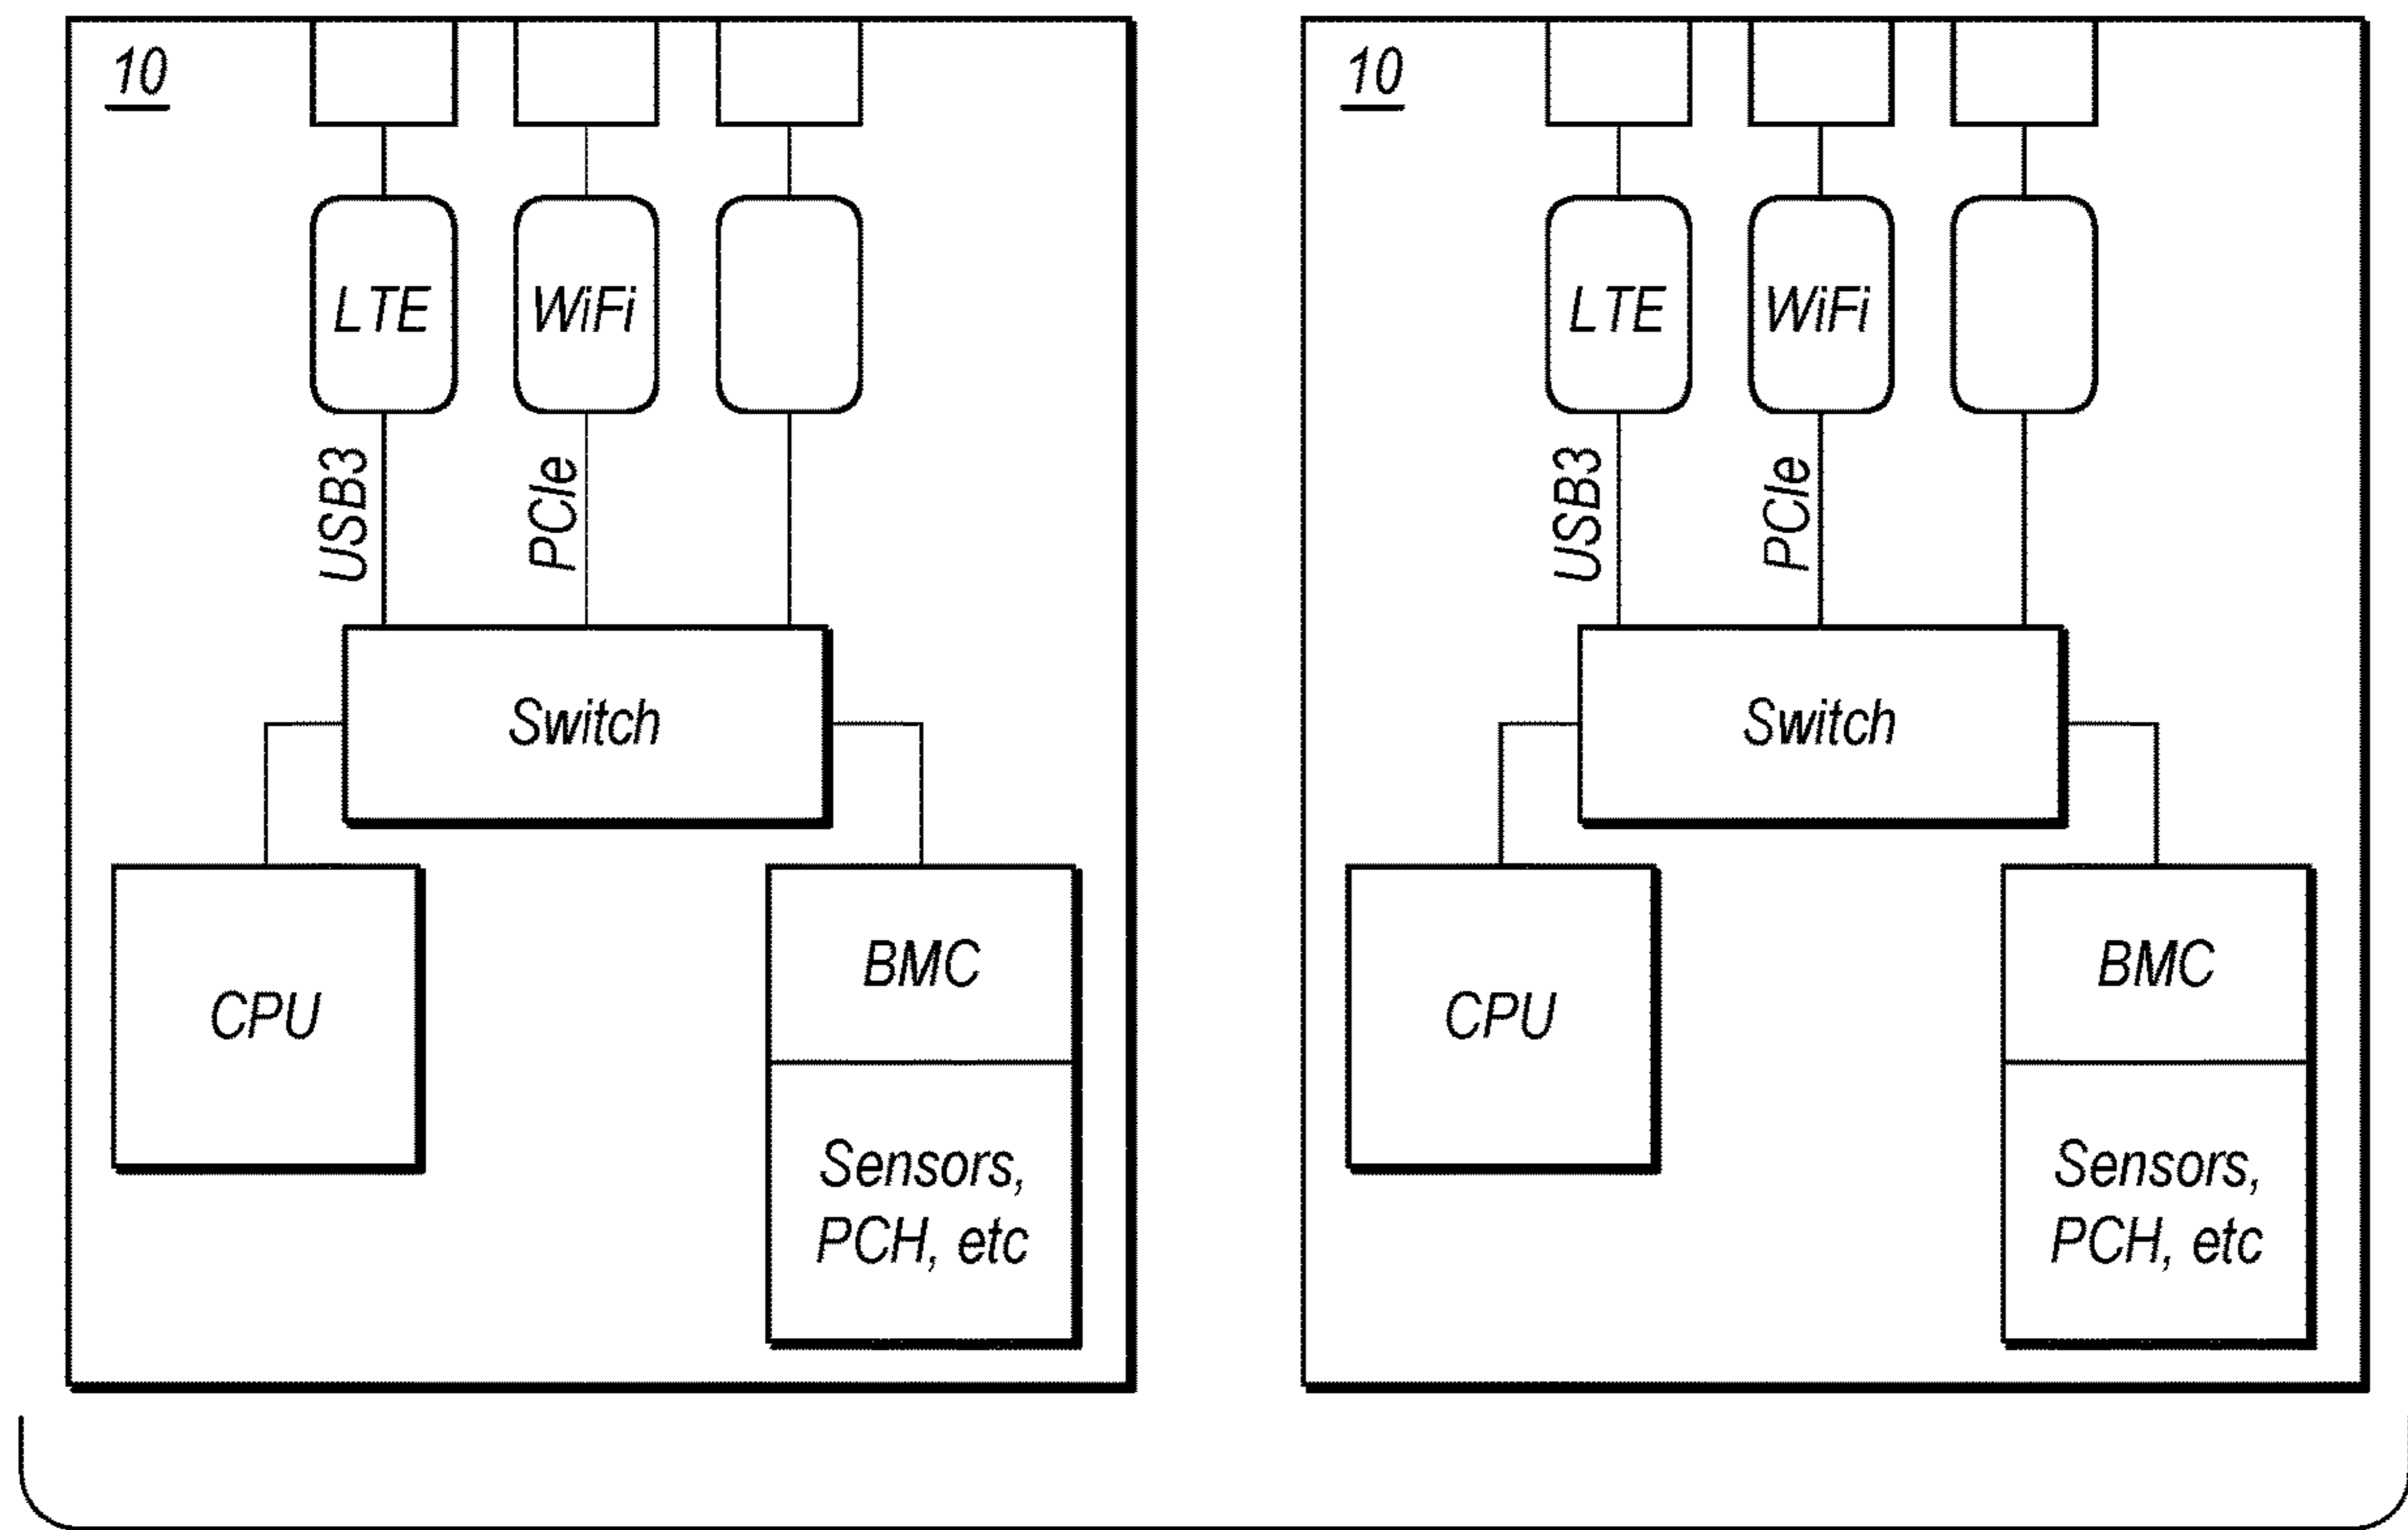 10
LTE
WiFi
USB3
PCIe
Switch
CPU
BMC
Sensors,
PCH, etc
10
LTE
WiFi
USB3
PCIe
Switch
CPU
BMC
Sensors,
PCH, etc